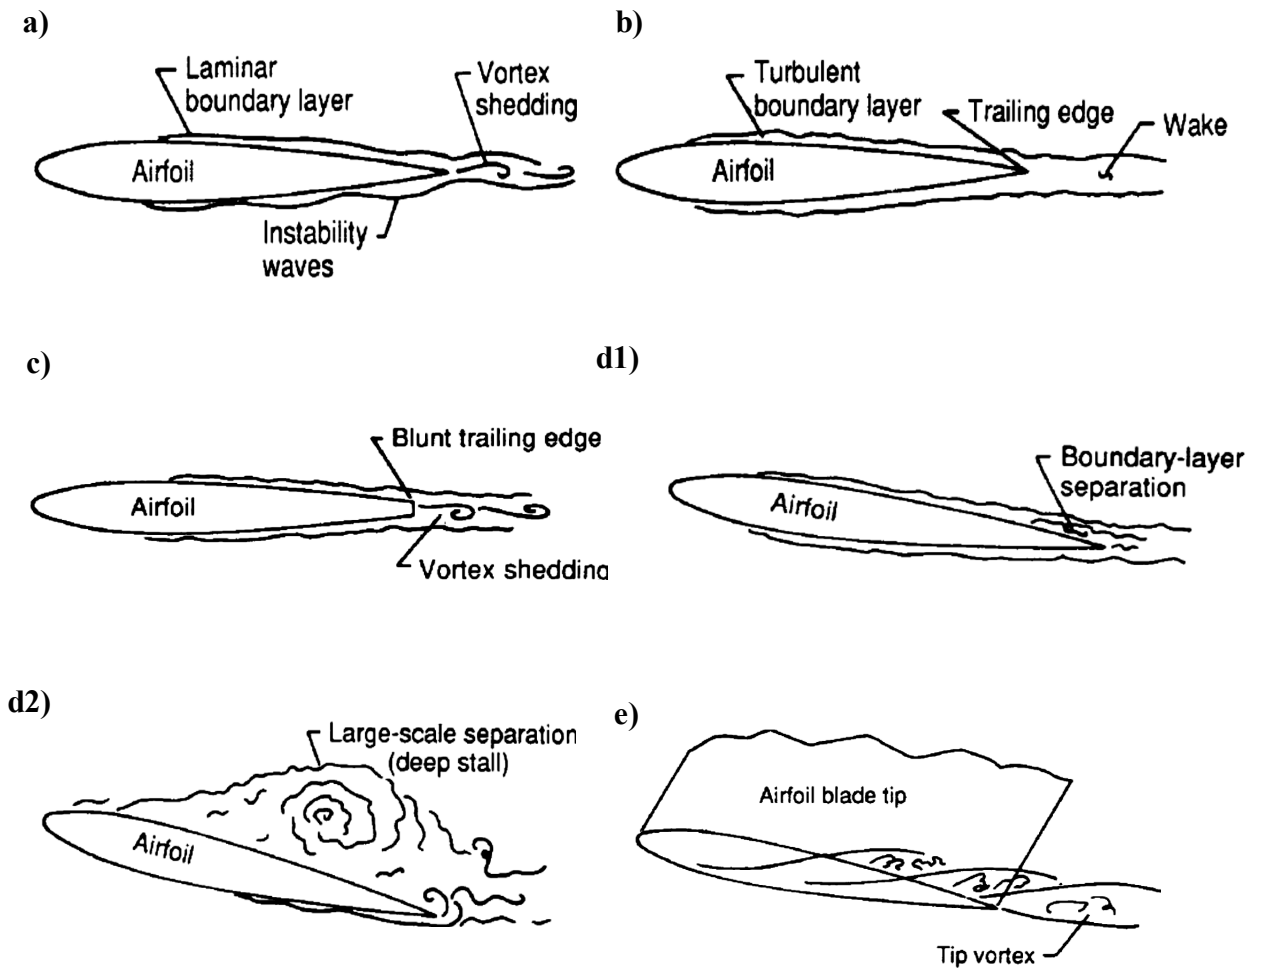 a)
Laminar
boundary layer
Vortex
shedding
Airfoil
Instability
waves
b)
Turbulent
boundary layer
Trailing edge
Wake
Airfoil
c)
Blunt trailing edge
Airfoil
Vortex shedding
d1)
Boundary-layer
separation
Airfoil
d2)
Large-scale separation
(deep stall)
Airfoil
e)
Airfoil blade tip
Tip vortex